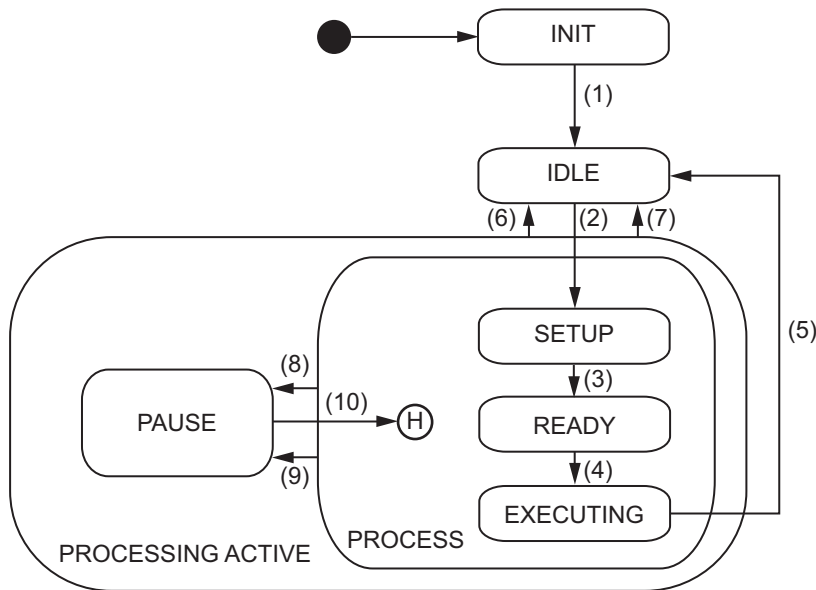 INIT
(1)
IDLE
(6)
(2)
(7)
SETUP
(5)
(3)
(8)
(10)
H
PAUSE
READY
(9)
(4)
EXECUTING
PROCESS
PROCESSING ACTIVE